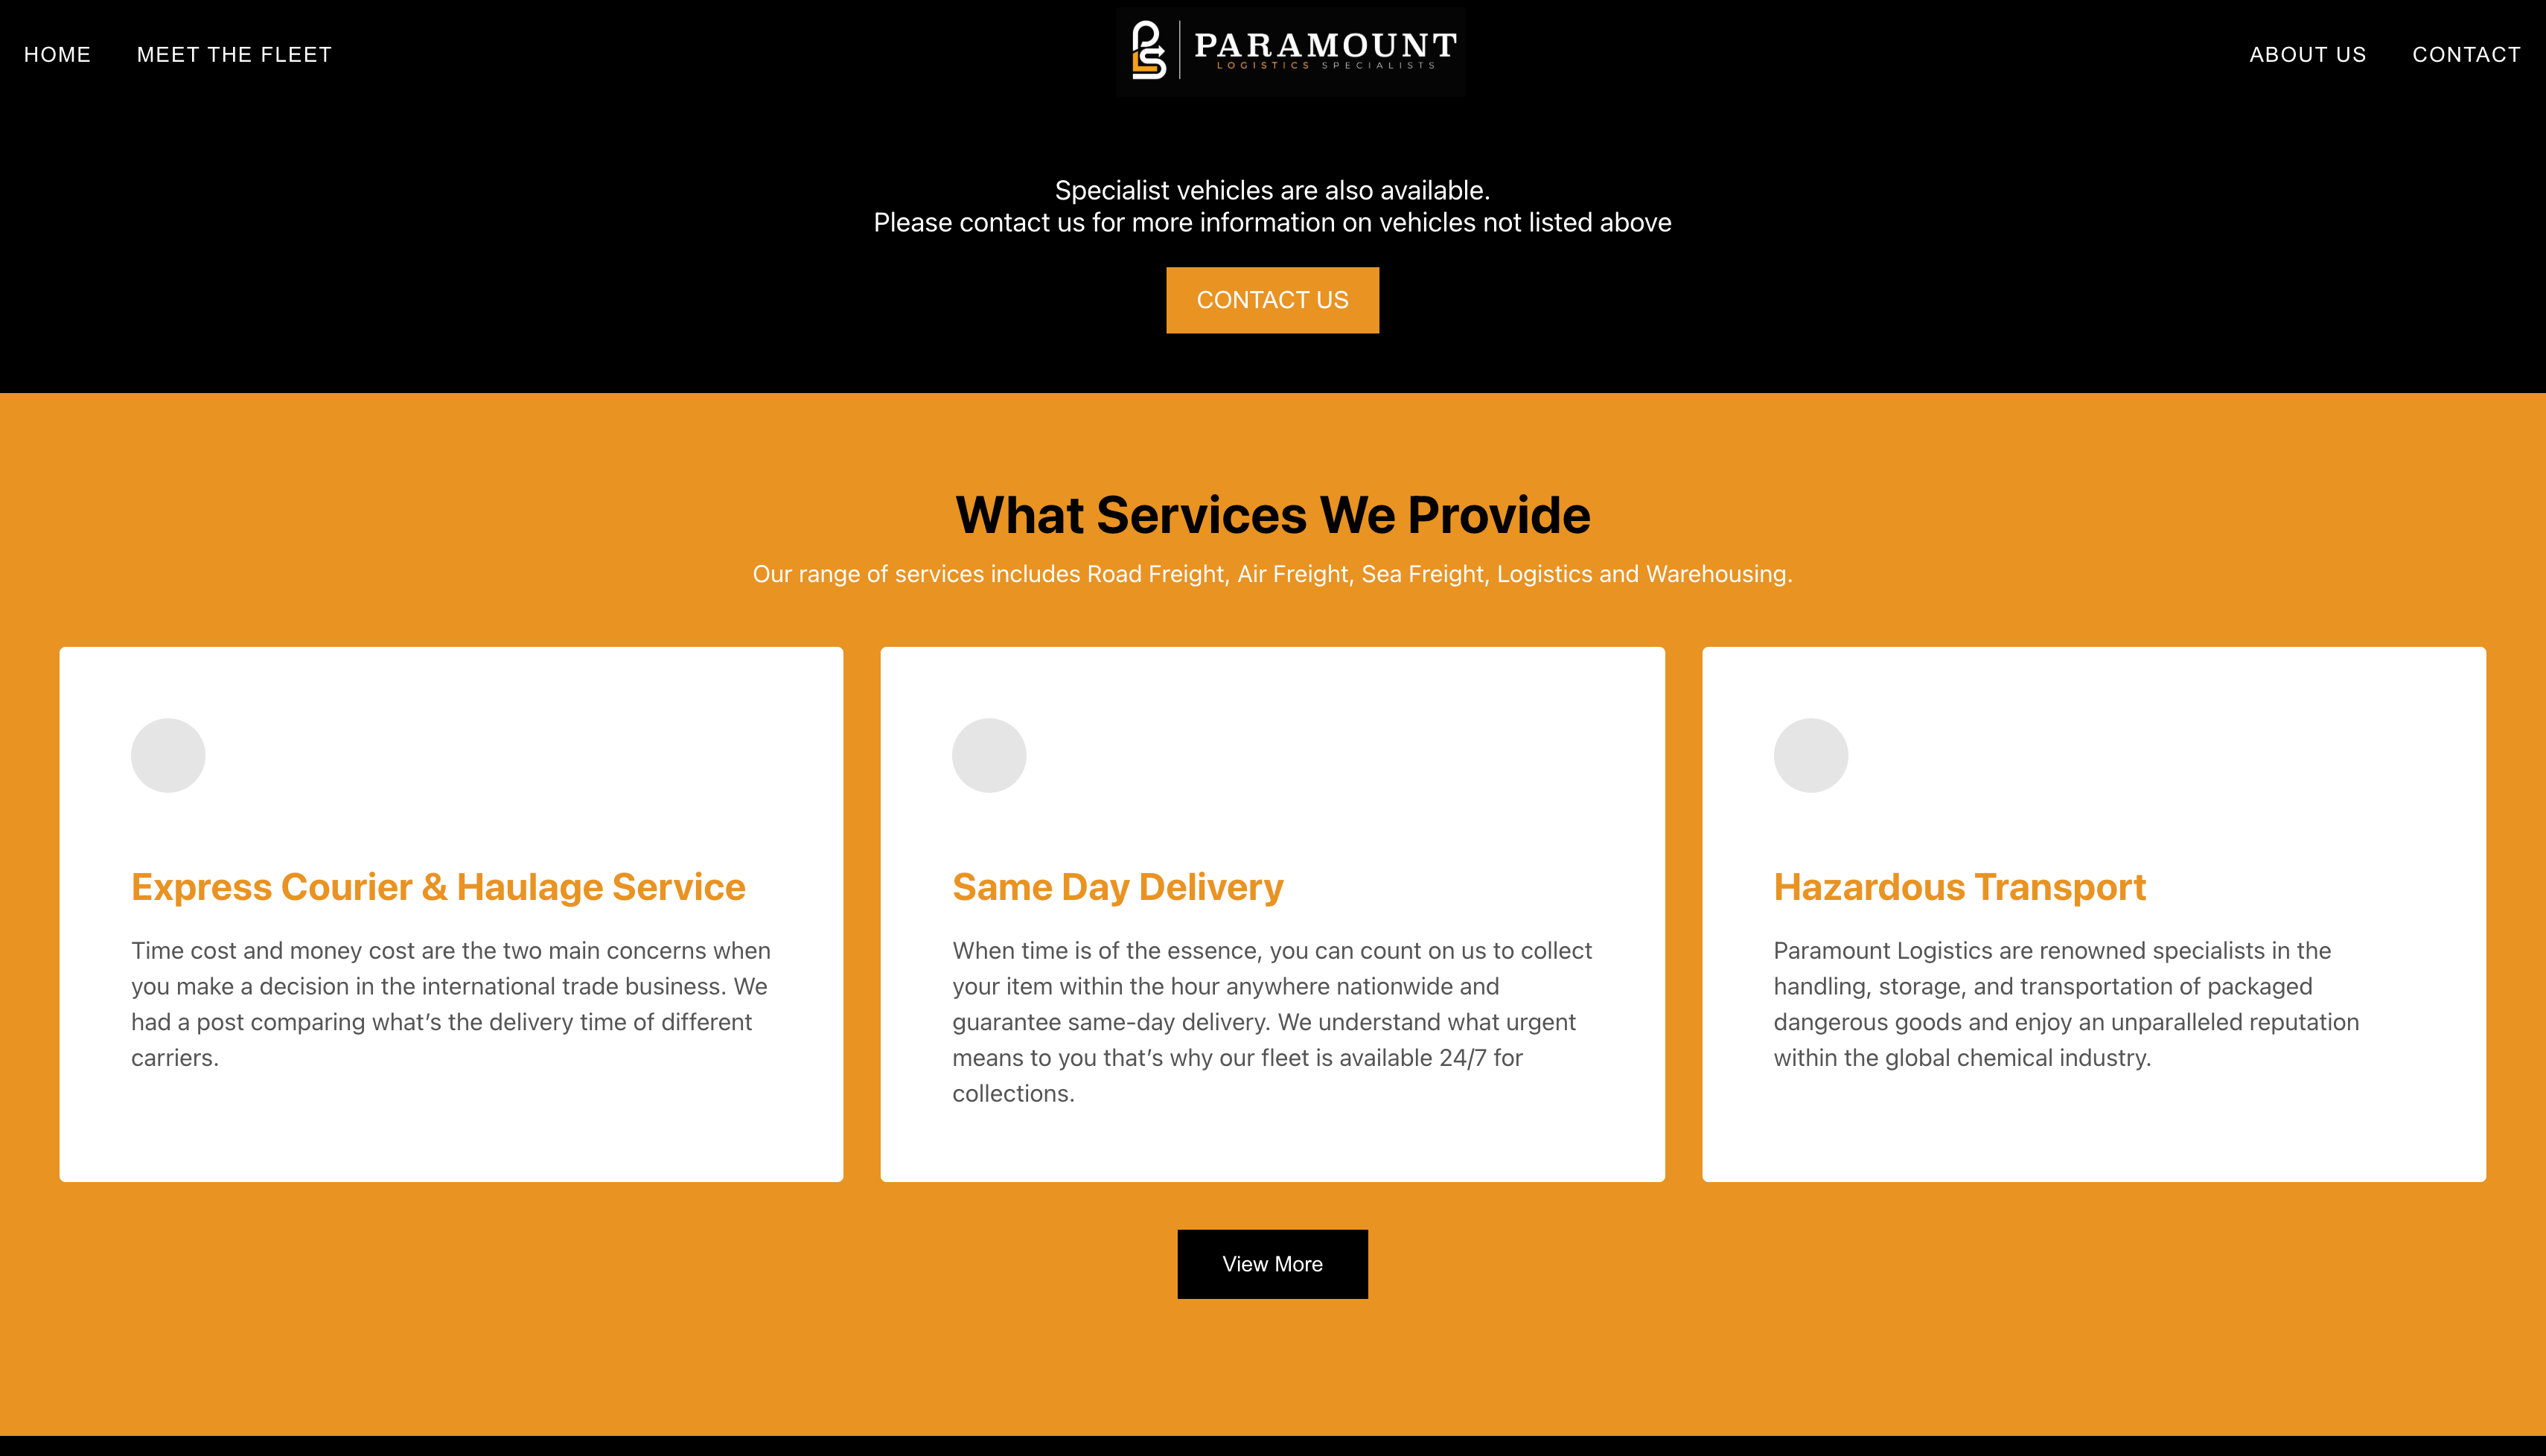 HOME
MEET THE FLEET
PARAMOUNT
LOGISTICS SPECIALISTS
ABOUT US
CONTACT
Specialist vehicles are also available.
Please contact us for more information on vehicles not listed above
CONTACT US
What Services We Provide
Our range of services includes Road Freight, Air Freight, Sea Freight, Logistics and Warehousing.
Express Courier & Haulage Service
Time cost and money cost are the two main concerns when
you make a decision in the international trade business. We
had a post comparing what’s the delivery time of different
carriers.
Same Day Delivery
When time is of the essence, you can count on us to collect
your item within the hour anywhere nationwide and
guarantee same-day delivery. We understand what urgent
means to you that’s why our fleet is available 24/7 for
collections.
Hazardous Transport
Paramount Logistics are renowned specialists in the
handling, storage, and transportation of packaged
dangerous goods and enjoy an unparalleled reputation
within the global chemical industry.
View More